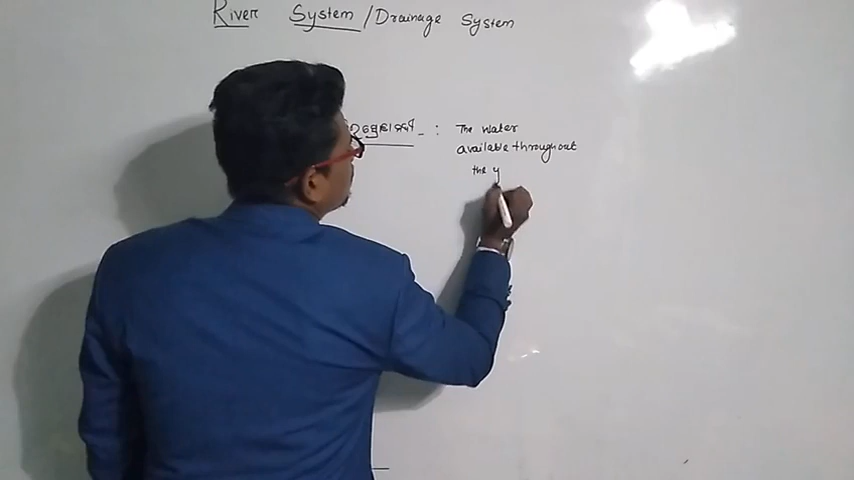 River System / Drainage System
: The water
available throughout
the y